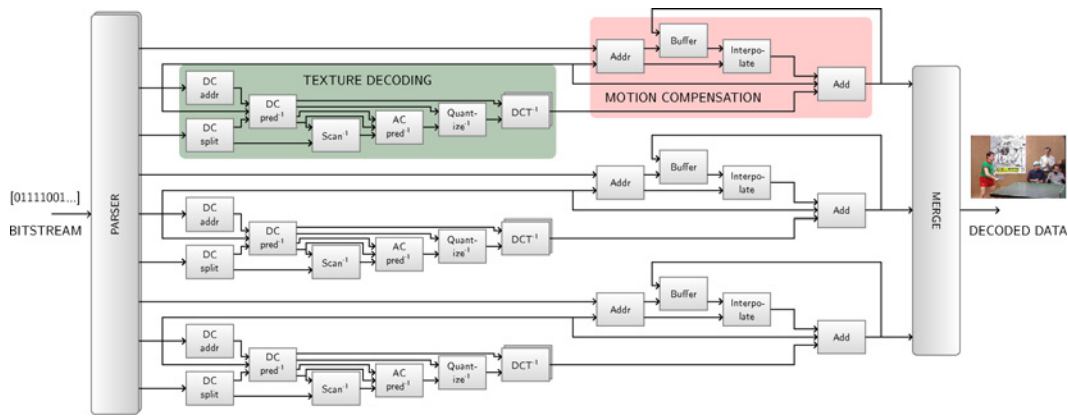 [01111001...]
BITSTREAM
PARSER
TEXTURE DECODING
DC
addr
DC
split
DC
pred⁻¹
Scan⁻¹
AC
pred⁻¹
Quant-
ize⁻¹
DCT⁻¹
Addr
Buffer
Interpo-
late
Add
MOTION COMPENSATION
DC
addr
DC
split
DC
pred⁻¹
Scan⁻¹
AC
pred⁻¹
Quant-
ize⁻¹
DCT⁻¹
Addr
Buffer
Interpo-
late
Add
DC
addr
DC
split
DC
pred⁻¹
Scan⁻¹
AC
pred⁻¹
Quant-
ize⁻¹
DCT⁻¹
Addr
Buffer
Interpo-
late
Add
MERGE
DECODED DATA